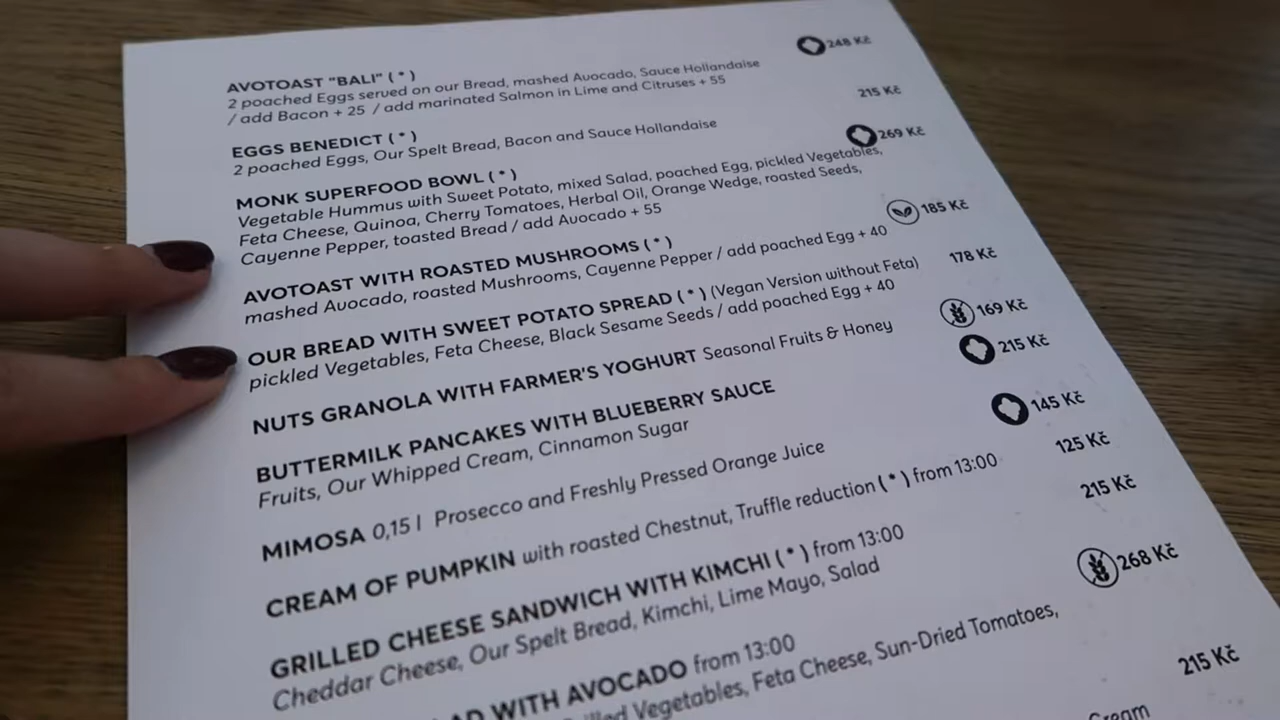 AVOTOAST "BALI" ( * ) 248 Kč
2 poached Eggs served on our Bread, mashed Avocado, Sauce Hollandaise
/ add Bacon + 25 / add marinated Salmon in Lime and Citruses + 55
EGGS BENEDICT ( * ) 215 Kč
2 poached Eggs, Our Spelt Bread, Bacon and Sauce Hollandaise
MONK SUPERFOOD BOWL ( * ) 269 Kč
Vegetable Hummus with Sweet Potato, mixed Salad, poached Egg, pickled Vegetables,
Feta Cheese, Quinoa, Cherry Tomatoes, Herbal Oil, Orange Wedge, roasted Seeds,
Cayenne Pepper, toasted Bread / add Avocado + 55
AVOTOAST WITH ROASTED MUSHROOMS ( * ) 185 Kč
mashed Avocado, roasted Mushrooms, Cayenne Pepper / add poached Egg + 40
OUR BREAD WITH SWEET POTATO SPREAD ( * ) (Vegan Version without Feta) 178 Kč
pickled Vegetables, Feta Cheese, Black Sesame Seeds / add poached Egg + 40
NUTS GRANOLA WITH FARMER'S YOGHURT Seasonal Fruits & Honey 169 Kč
BUTTERMILK PANCAKES WITH BLUEBERRY SAUCE 215 Kč
Fruits, Our Whipped Cream, Cinnamon Sugar
MIMOSA 0,15 l Prosecco and Freshly Pressed Orange Juice 145 Kč
CREAM OF PUMPKIN with roasted Chestnut, Truffle reduction ( * ) from 13:00 125 Kč
GRILLED CHEESE SANDWICH WITH KIMCHI ( * ) from 13:00 215 Kč
Cheddar Cheese, Our Spelt Bread, Kimchi, Lime Mayo, Salad
WITH AVOCADO from 13:00 268 Kč
Vegetables, Feta Cheese, Sun-Dried Tomatoes,
215 Kč
Cream